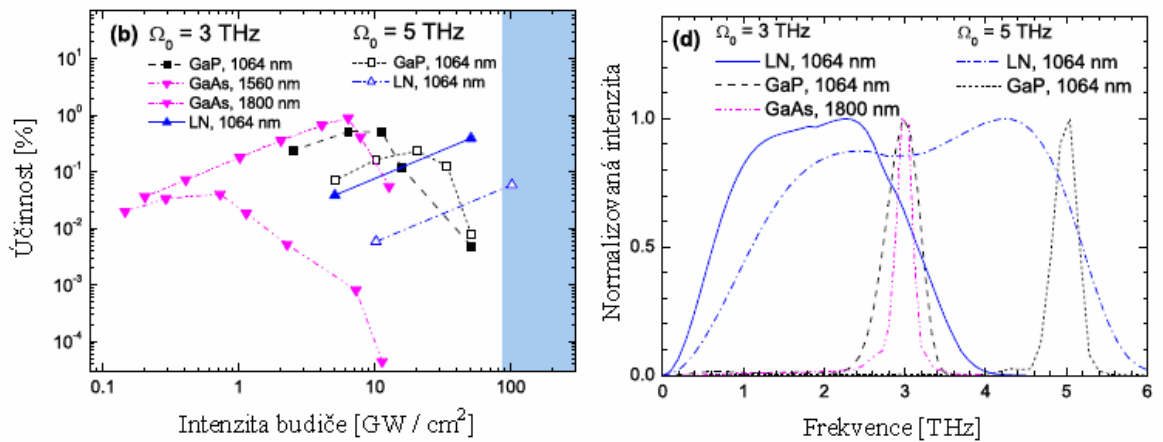 (b) Ω₀ = 3 THz Ω₀ = 5 THz
GaP, 1064 nm GaP, 1064 nm
GaAs, 1560 nm LN, 1064 nm
GaAs, 1800 nm
LN, 1064 nm
10¹
10⁰
10⁻¹
10⁻²
10⁻³
10⁻⁴
Účinnost [%]
0.1 1 10 100
Intenzita budiče [GW / cm²]
(d)
Ω₀ = 3 THz Ω₀ = 5 THz
LN, 1064 nm LN, 1064 nm
GaP, 1064 nm GaP, 1064 nm
GaAs, 1800 nm
1.0
0.5
0.0
Normalizovaná intenzita
0 1 2 3 4 5 6
Frekvence [THz]